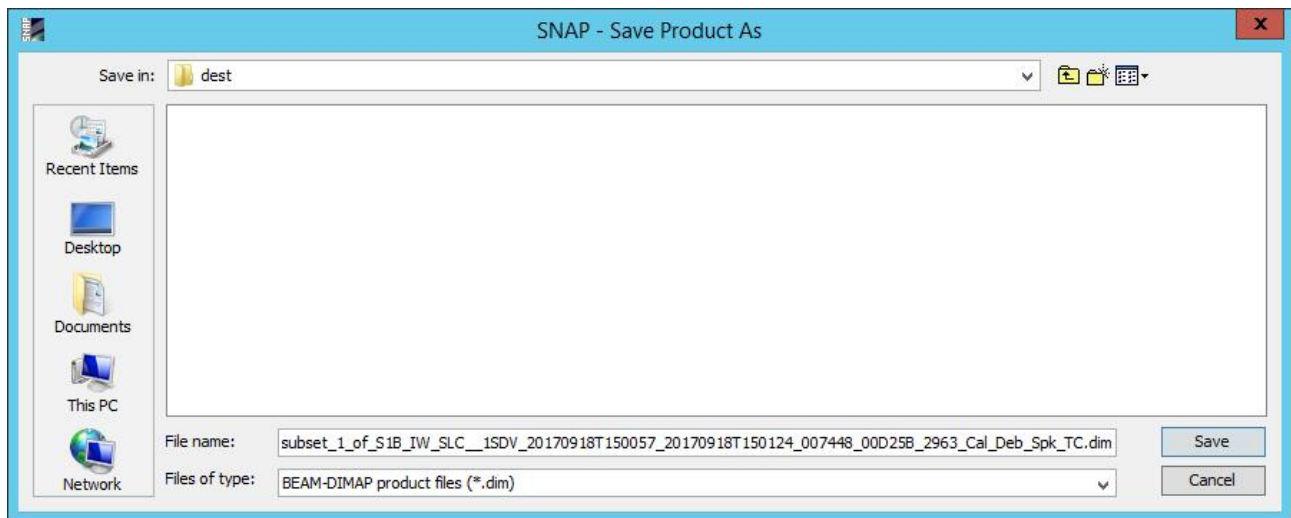 SNAP
SNAP - Save Product As
x
Save in: dest
Recent Items
Desktop
Documents
This PC
Network
File name: subset_1_of_S1B_IW_SLC__1SDV_20170918T150057_20170918T150124_007448_00D25B_2963_Cal_Deb_Spk_TC.dim Save
Files of type: BEAM-DIMAP product files (*.dim) Cancel